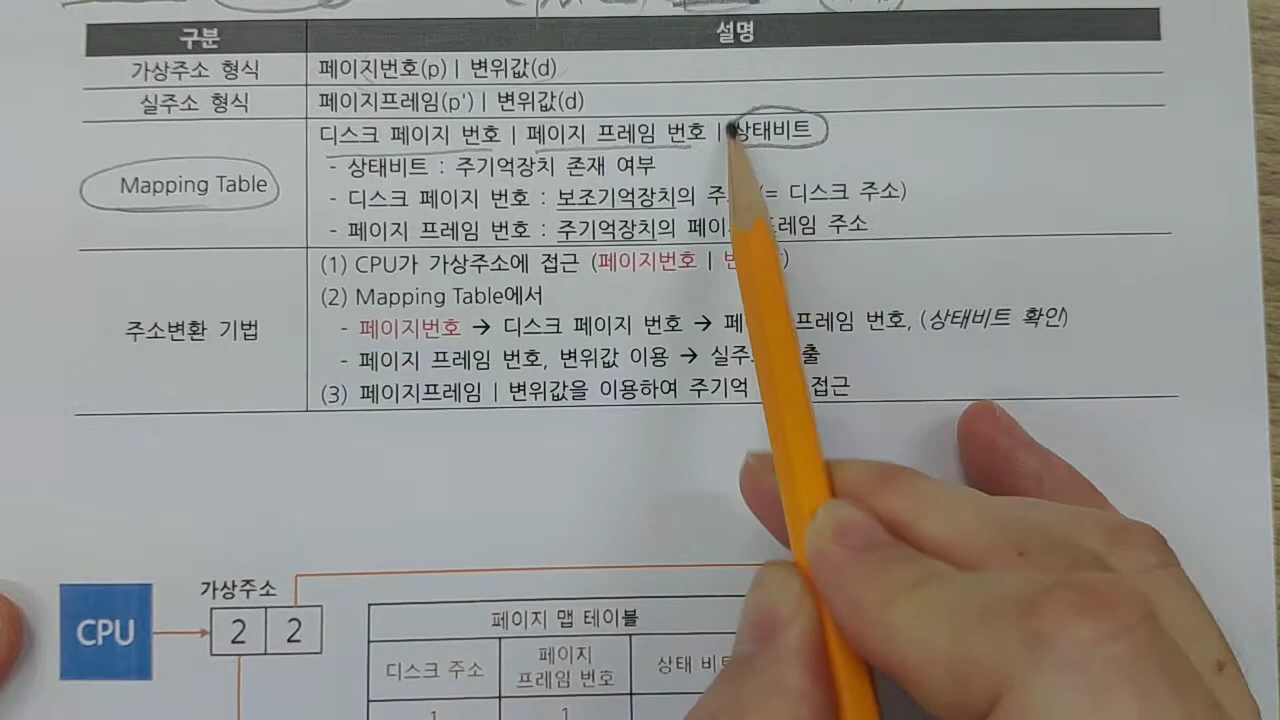 구분 설명
가상주소 형식 페이지번호(p) | 변위값(d)
실주소 형식 페이지프레임(p') | 변위값(d)
디스크 페이지 번호 | 페이지 프레임 번호 | 상태비트
- 상태비트 : 주기억장치 존재 여부
Mapping Table
- 디스크 페이지 번호 : 보조기억장치의 (= 디스크 주소)
- 페이지 프레임 번호 : 주기억장치의 주소
(1) CPU가 가상주소에 접근 (페이지번호 |
(2) Mapping Table에서
주소변환 기법
- 페이지번호 → 디스크 페이지 번호 → 프레임 번호, (상태비트 확인)
- 페이지 프레임 번호, 변위값 이용 →
(3) 페이지프레임 | 변위값을 이용하여 주기억 접근
가상주소
CPU 2 2
페이지 맵 테이블
디스크 주소 페이지 프레임 번호 상태
1 1